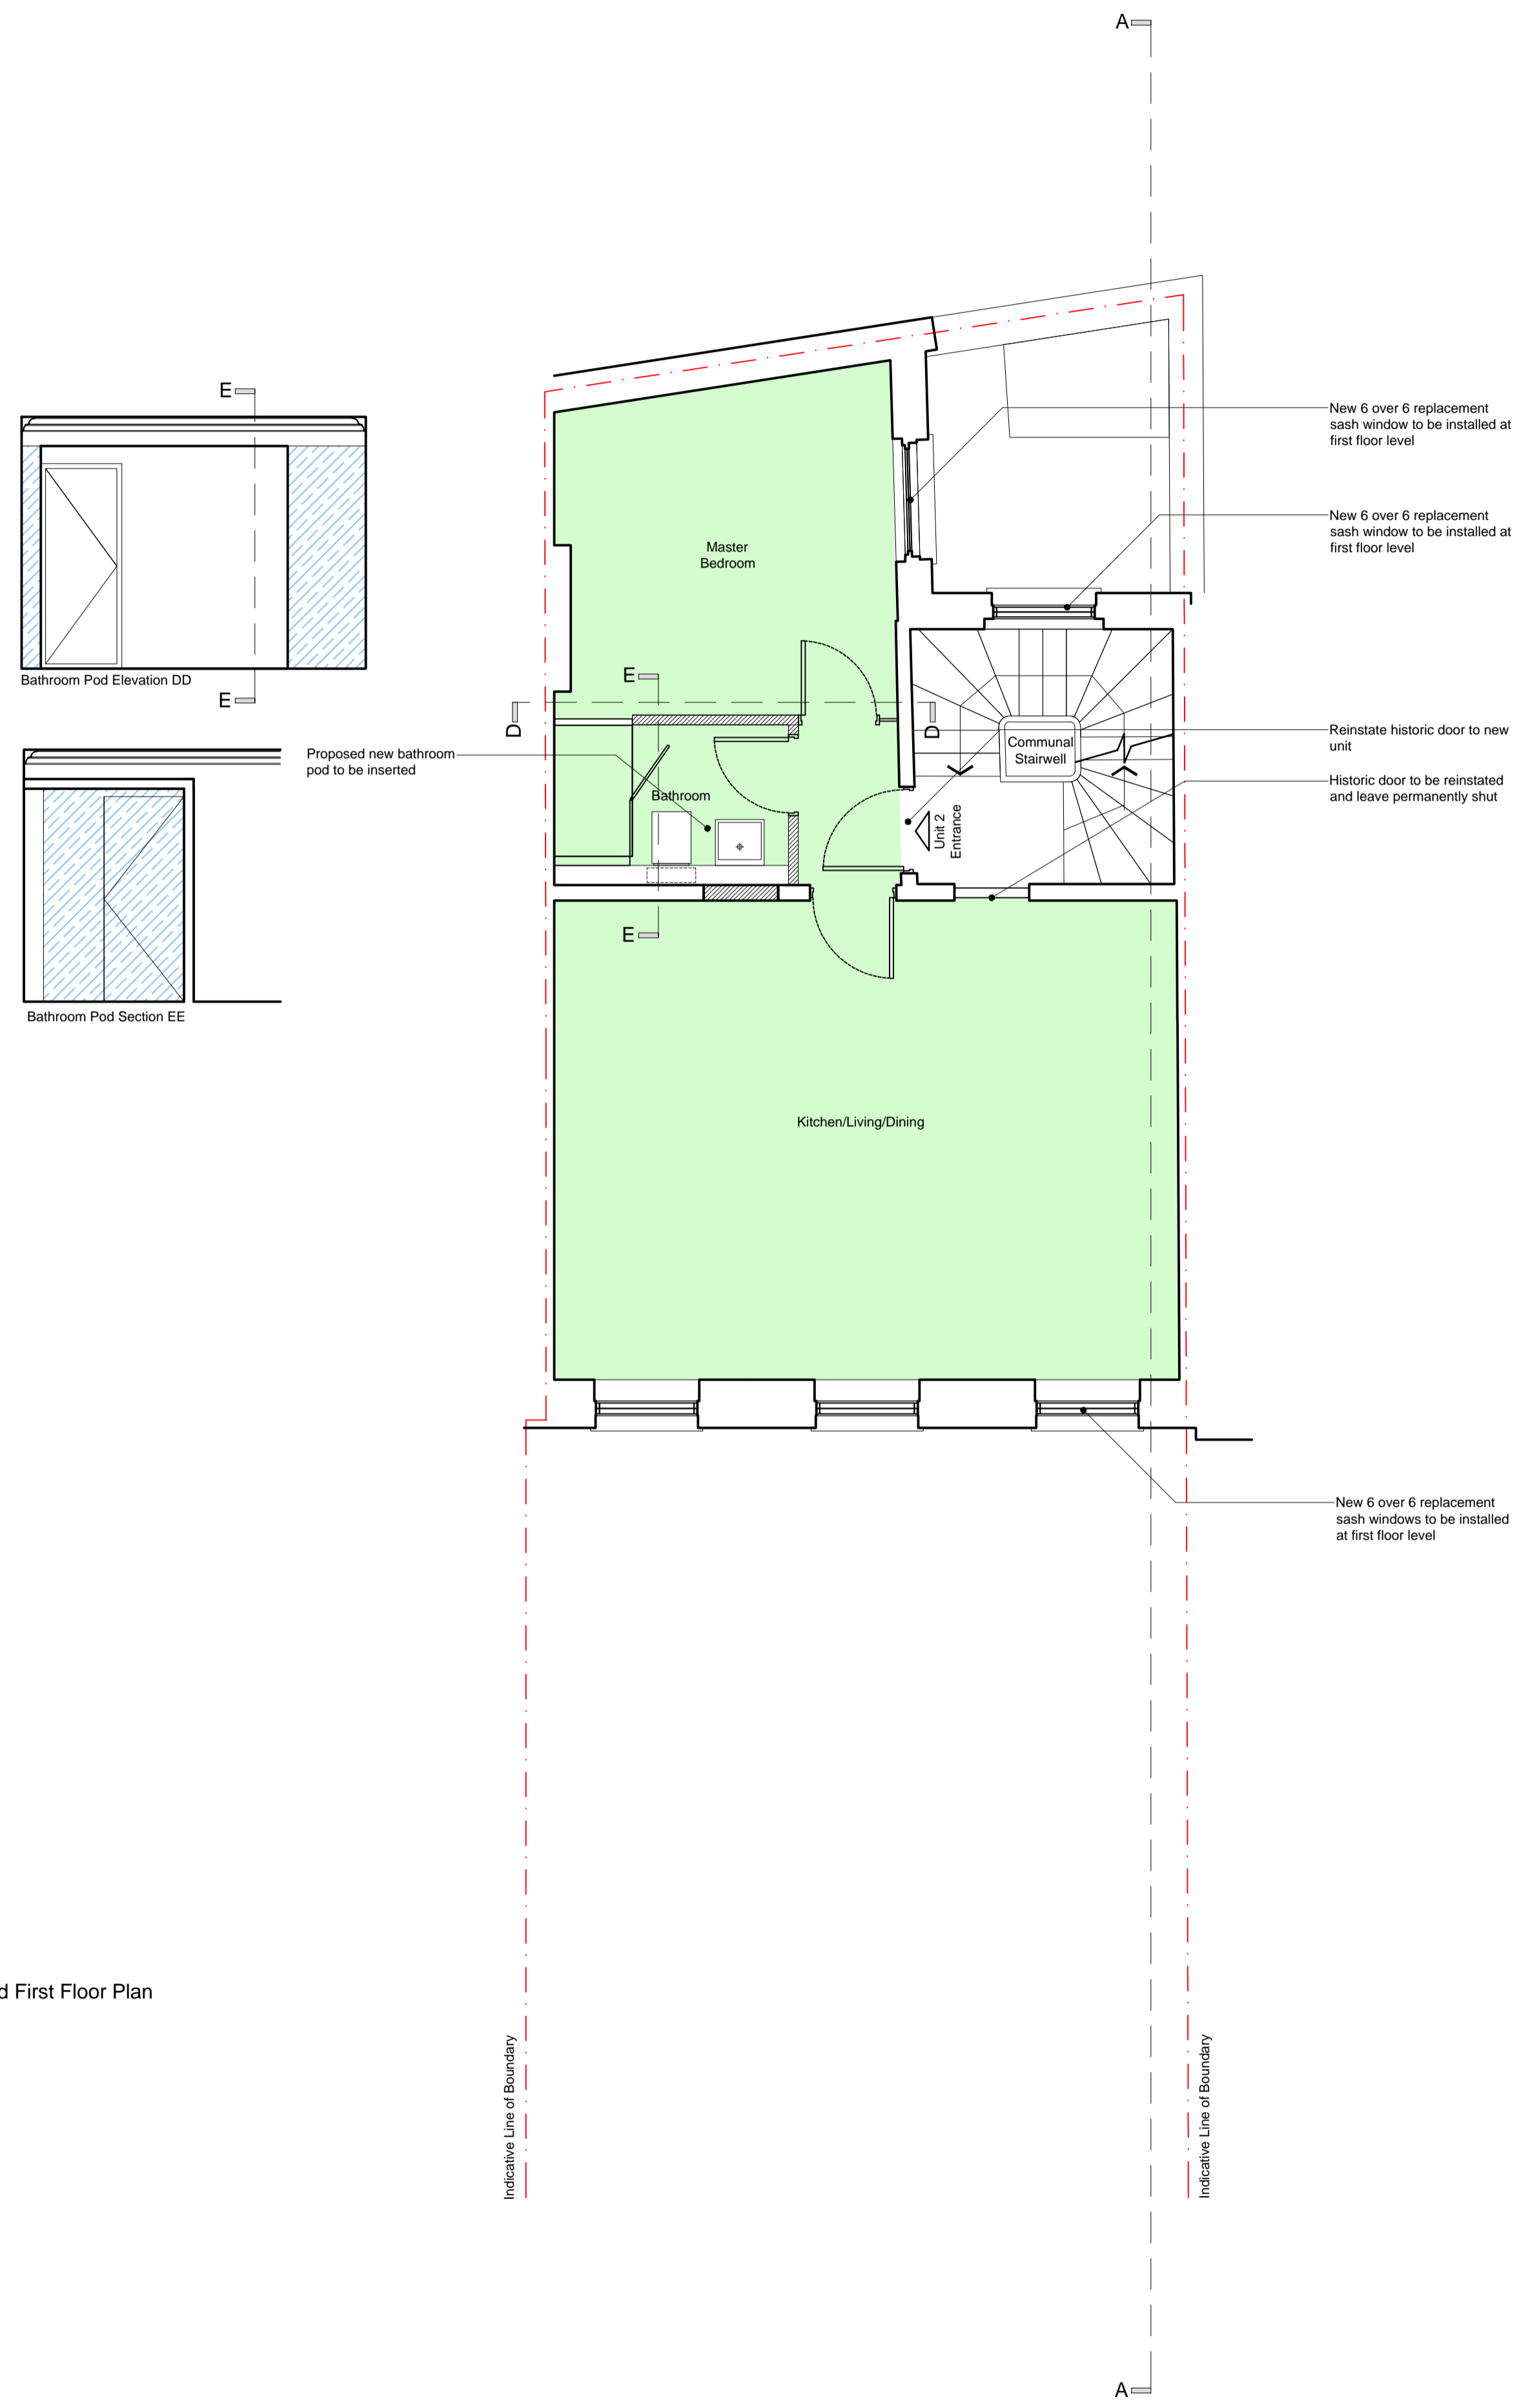 A
E
Bathroom Pod Elevation DD
E
New 6 over 6 replacement
sash window to be installed at
first floor level
New 6 over 6 replacement
sash window to be installed at
first floor level
Master
Bedroom
E
D
D
Proposed new bathroom
pod to be inserted
Bathroom
Communal
Stairwell
Unit 2
Entrance
Reinstate historic door to new
unit
Historic door to be reinstated
and leave permanently shut
E
Bathroom Pod Section EE
Kitchen/Living/Dining
New 6 over 6 replacement
sash windows to be installed
at first floor level
d First Floor Plan
Indicative Line of Boundary
Indicative Line of Boundary
A